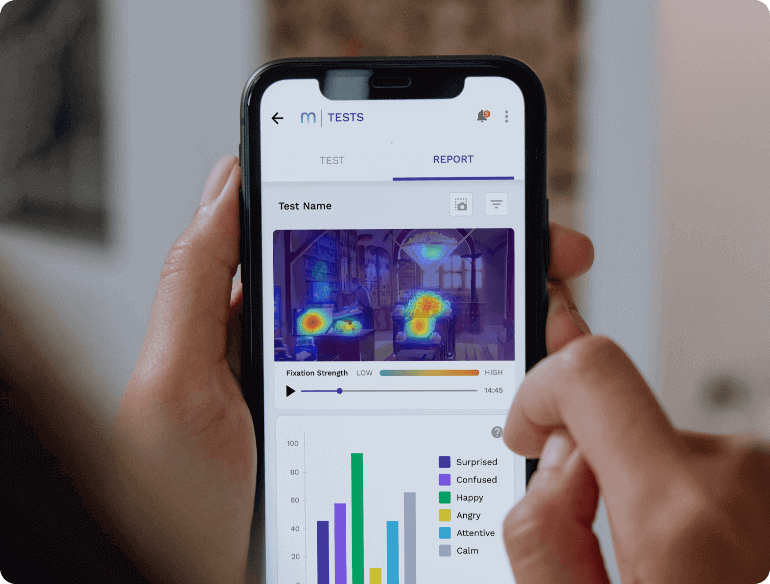 m | TESTS
TEST REPORT
Test Name
Fixation Strength LOW HIGH
14:45
100
80
60
40
20
Surprised
Confused
Happy
Angry
Attentive
Calm